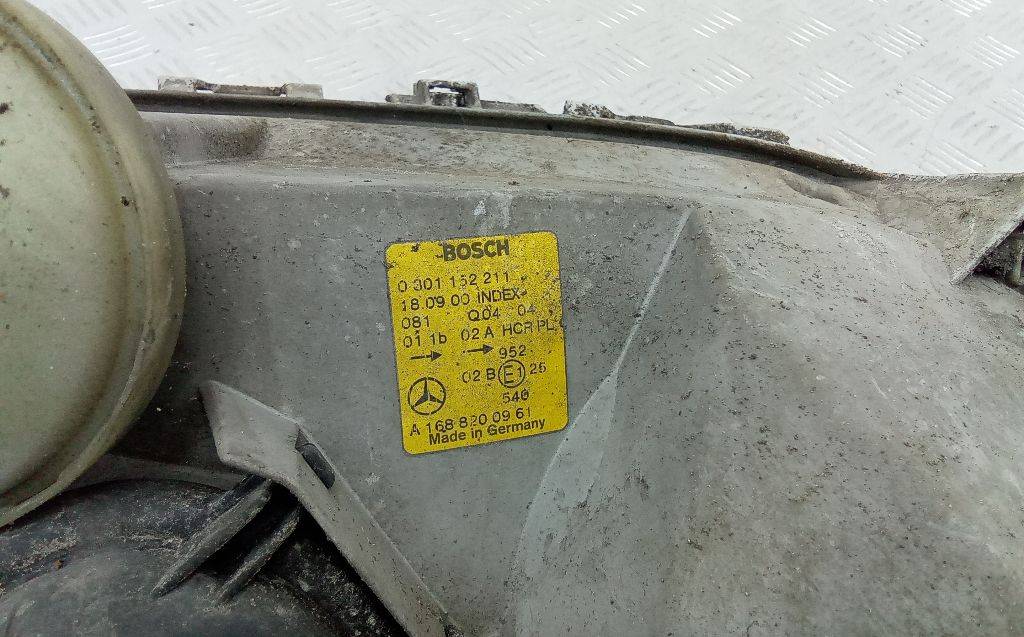 BOSCH
0 301 152 211
18.09.00 INDEX
081 Q04 04
01 1b 02 A HCR PL
952
02 B E1 25
540
A 168 820 09 61
Made in Germany